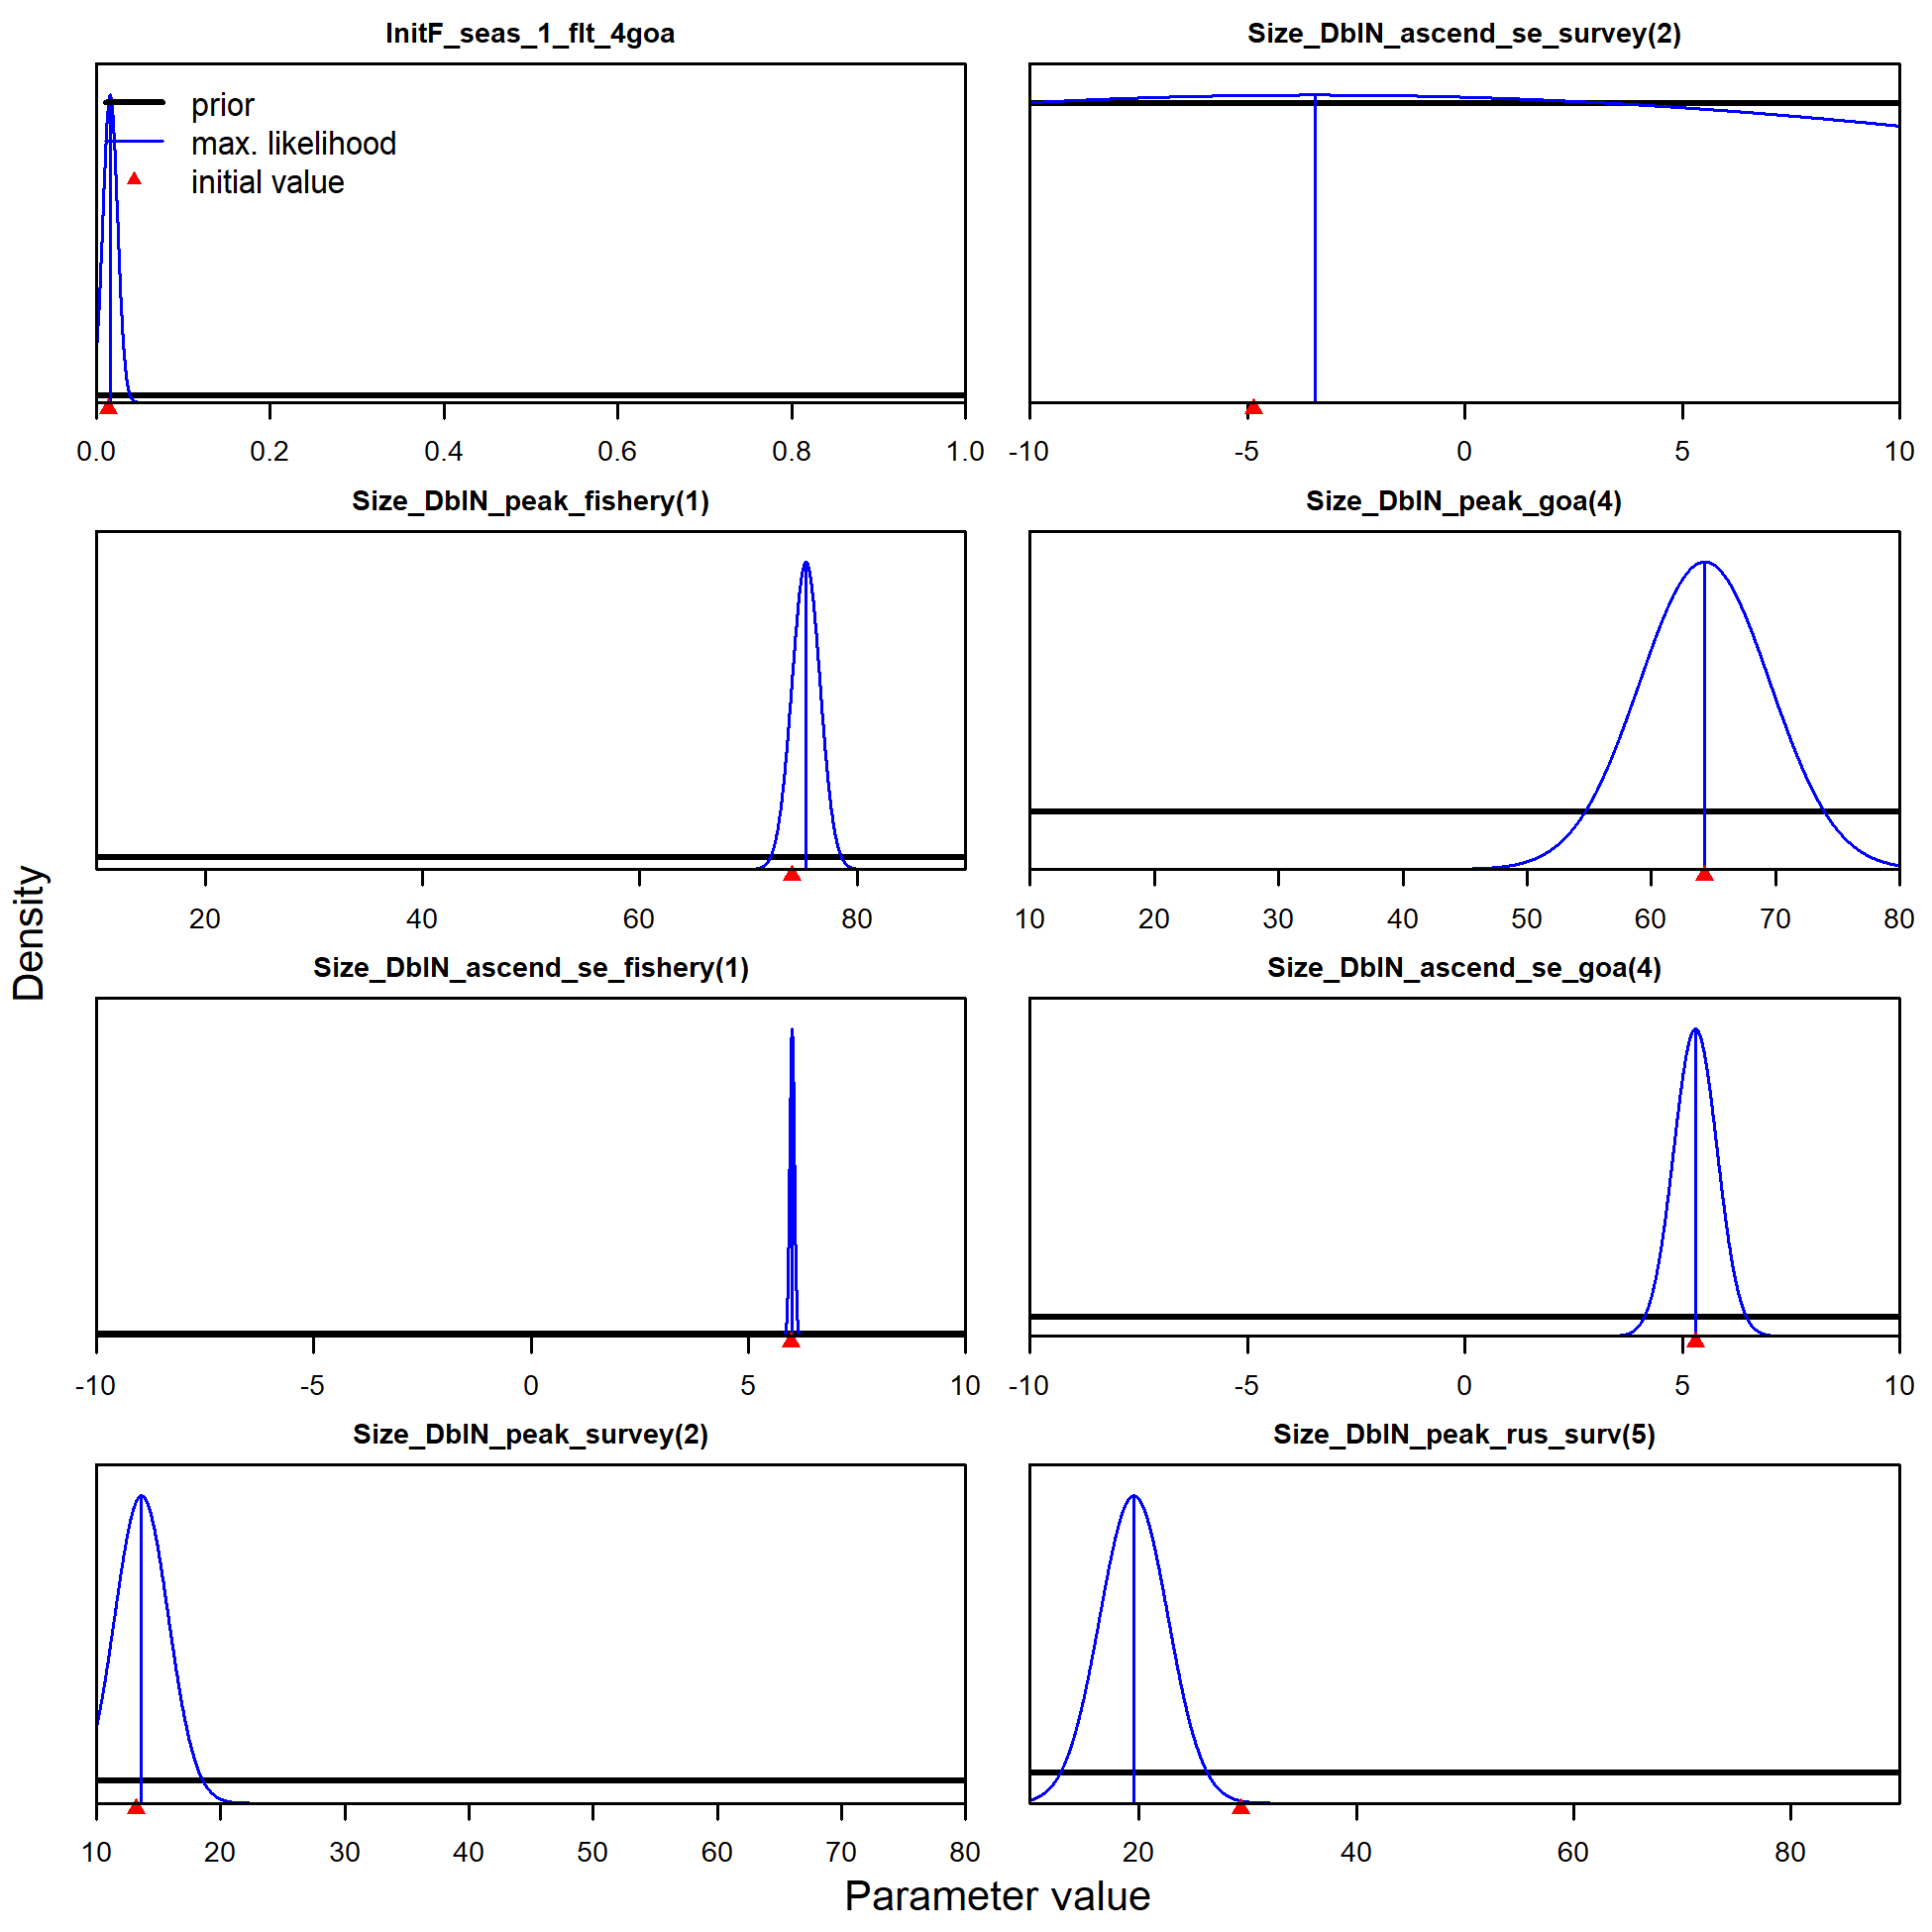 InitF_seas_1_flt_4goa
prior
max. likelihood
initial value
0.0 0.2 0.4 0.6 0.8 1.0
Size_DblN_ascend_se_survey(2)
-10 -5 0 5 10
Size_DblN_peak_fishery(1)
20 40 60 80
Size_DblN_peak_goa(4)
10 20 30 40 50 60 70 80
Size_DblN_ascend_se_fishery(1)
-10 -5 0 5 10
Size_DblN_ascend_se_goa(4)
-10 -5 0 5 10
Size_DblN_peak_survey(2)
10 20 30 40 50 60 70 80
Size_DblN_peak_rus_surv(5)
20 40 60 80
Density
Parameter value